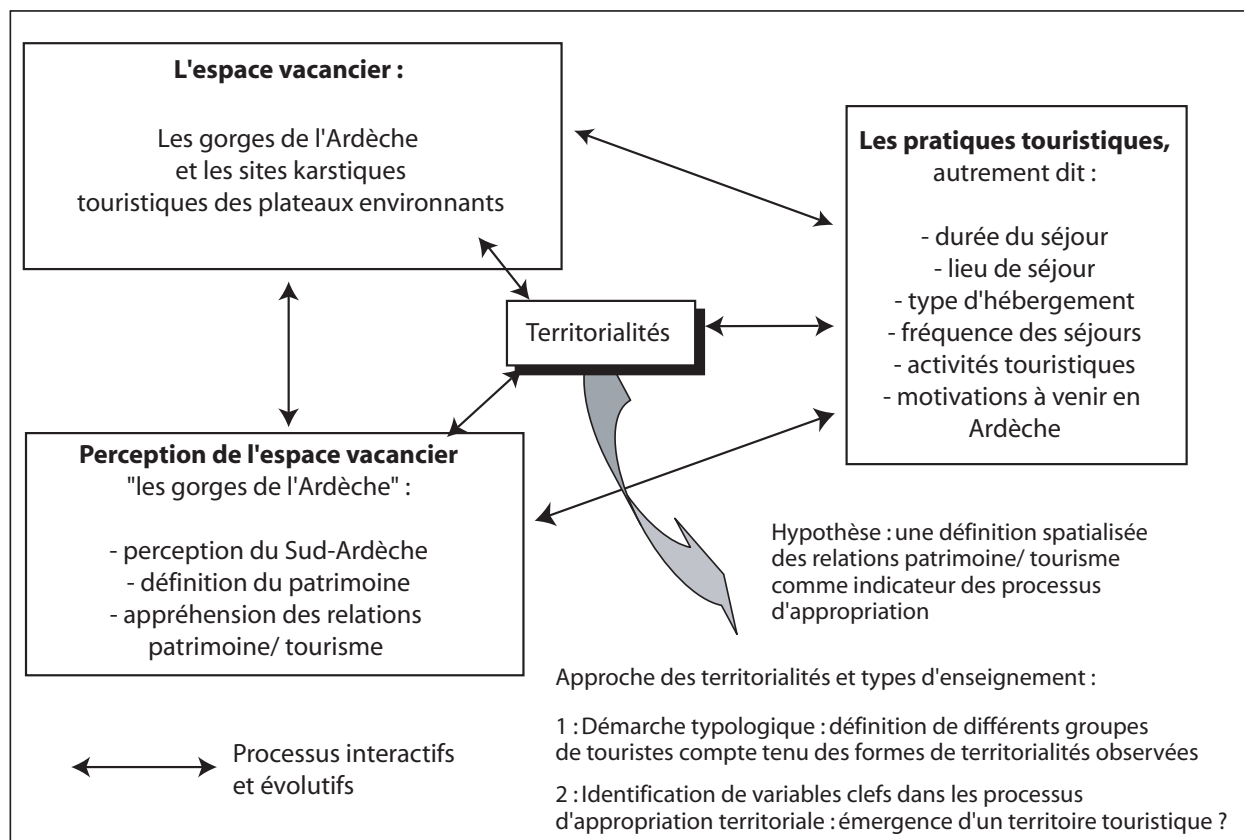 L'espace vacancier :
Les gorges de l'Ardèche
et les sites karstiques
touristiques des plateaux environnants
Les pratiques touristiques,
autrement dit :
- durée du séjour
- lieu de séjour
- type d'hébergement
- fréquence des séjours
- activités touristiques
- motivations à venir en
Ardèche
Territorialités
Perception de l'espace vacancier
"les gorges de l'Ardèche" :
- perception du Sud-Ardèche
- définition du patrimoine
- appréhension des relations
patrimoine/ tourisme
Hypothèse : une définition spatialisée
des relations patrimoine/ tourisme
comme indicateur des processus
d'appropriation
Approche des territorialités et types d'enseignement :
1 : Démarche typologique : définition de différents groupes
de touristes compte tenu des formes de territorialités observées
2 : Identification de variables clefs dans les processus
d'appropriation territoriale : émergence d'un territoire touristique ?
Processus interactifs
et évolutifs